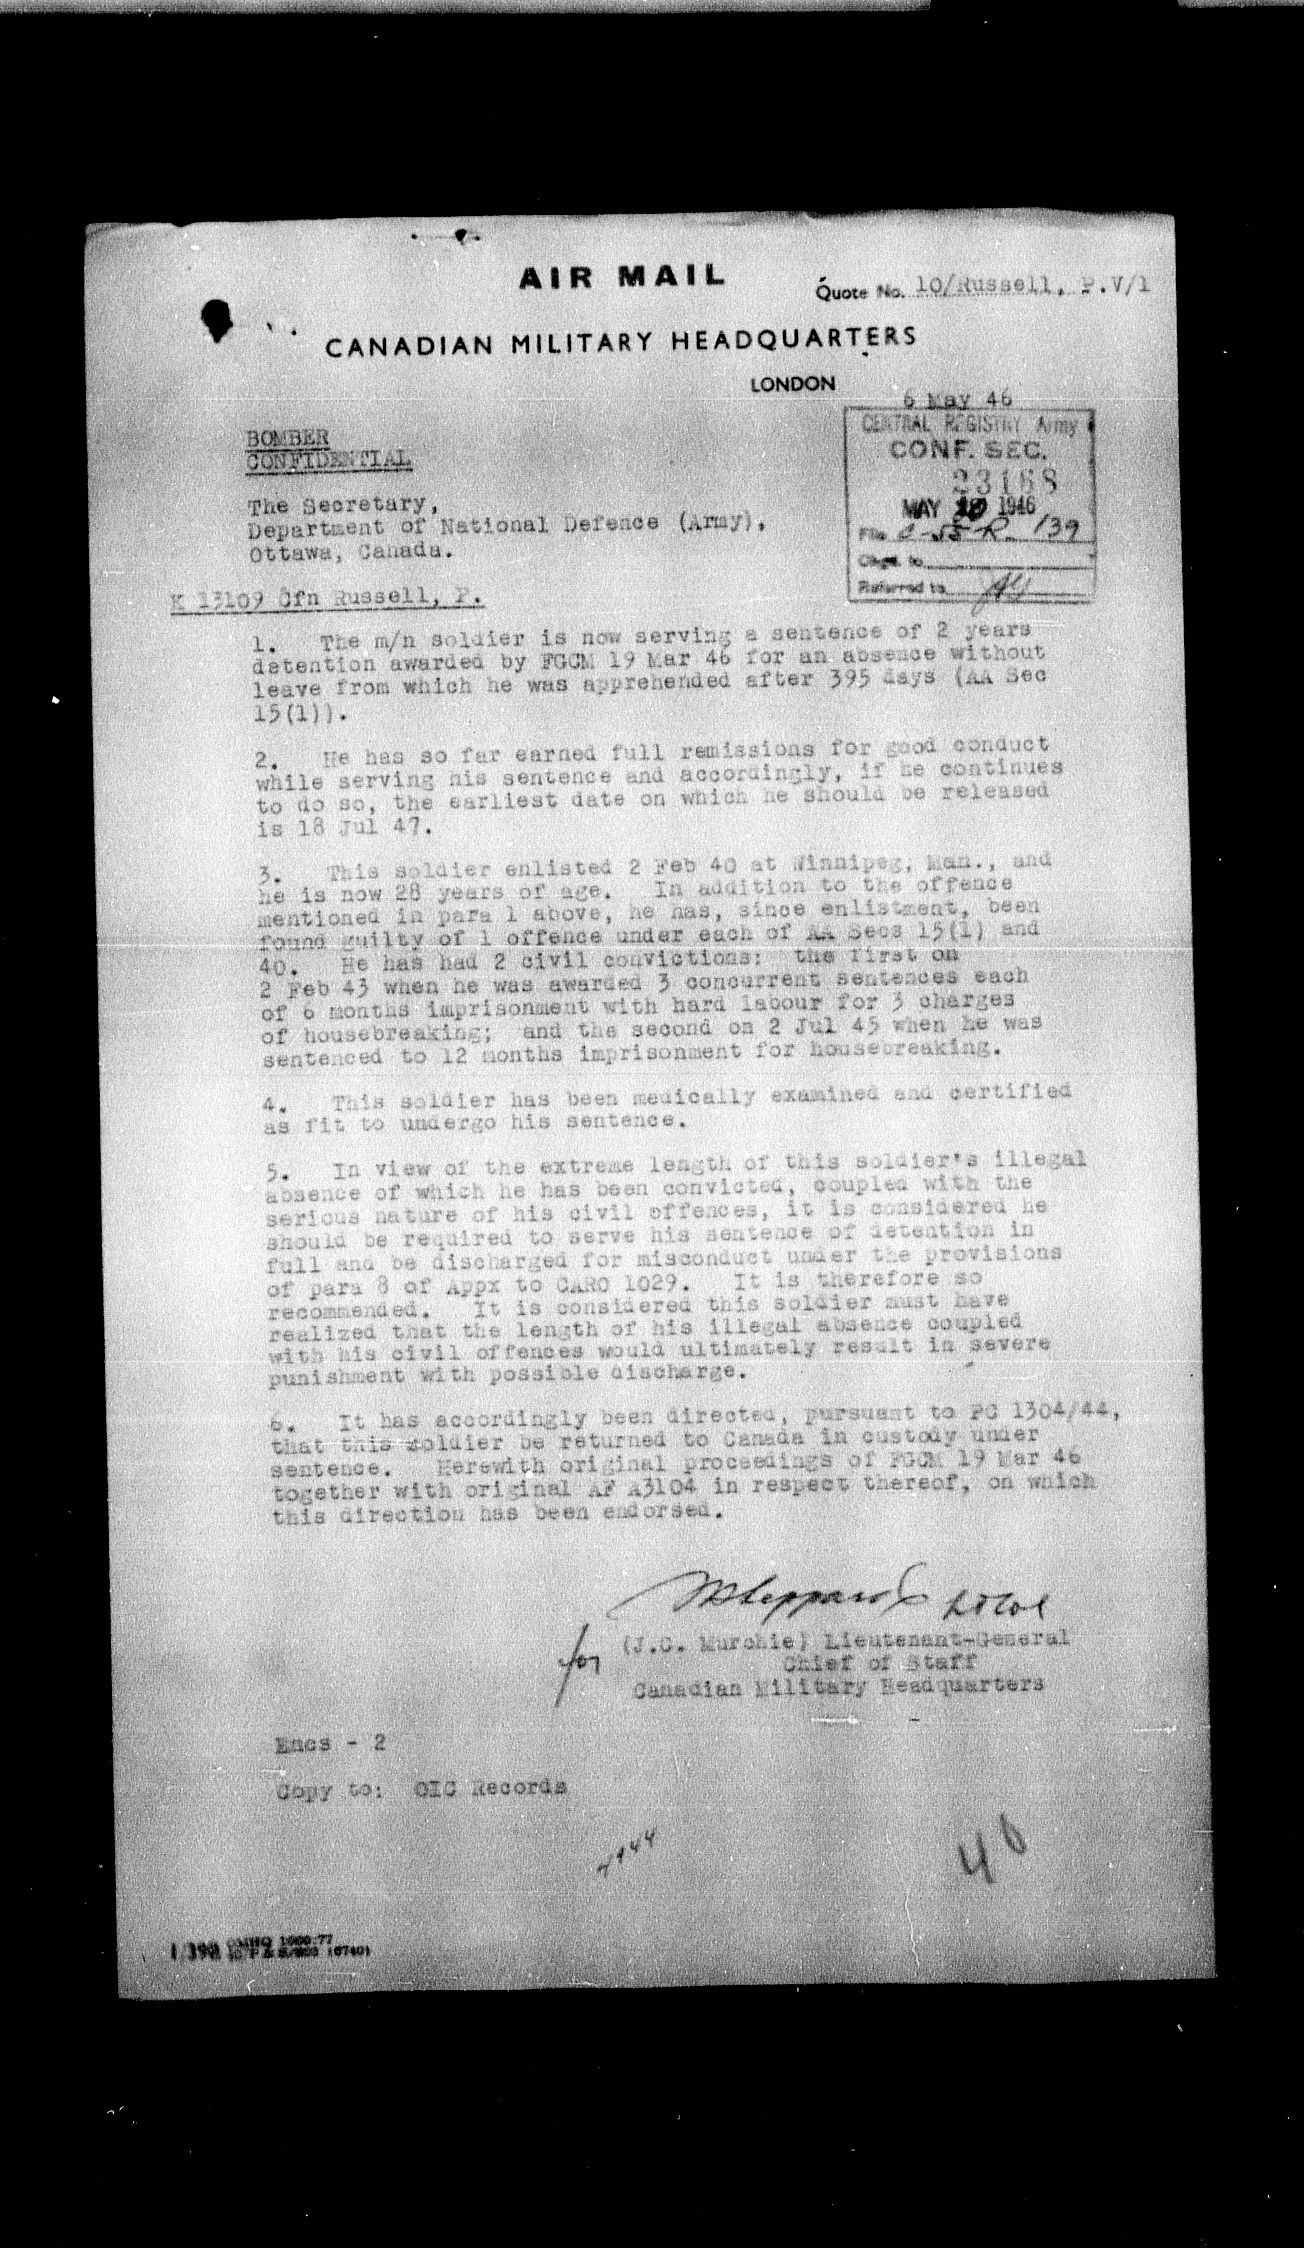 AIR MAIL
Quote No. 10/Russell, P.V/1
CANADIAN MILITARY HEADQUARTERS
LONDON
6 May 46
CENTRAL REGISTRY Army
CONF. SEC.
23168
MAY 1946
File C-55-R-139
Chgd. to
Referred to
BOMBER
CONFIDENTIAL
The Secretary,
Department of National Defence (Army),
Ottawa, Canada.
K 13109 Cfn Russell, P.
1. The m/n soldier is now serving a sentence of 2 years
detention awarded by FGCM 19 Mar 46 for an absence without
leave from which he was apprehended after 395 days (AA Sec
15(1)).
2. He has so far earned full remissions for good conduct
while serving his sentence and accordingly, if he continues
to do so, the earliest date on which he should be released
is 18 Jul 47.
3. This soldier enlisted 2 Feb 40 at Winnipeg, Man., and
he is now 28 years of age. In addition to the offence
mentioned in para 1 above, he has, since enlistment, been
found guilty of 1 offence under each of AA Secs 15(1) and
40. He has had 2 civil convictions: the first on
2 Feb 43 when he was awarded 3 concurrent sentences each
of 6 months imprisonment with hard labour for 3 charges
of housebreaking; and the second on 2 Jul 45 when he was
sentenced to 12 months imprisonment for housebreaking.
4. This soldier has been medically examined and certified
as fit to undergo his sentence.
5. In view of the extreme length of this soldier's illegal
absence of which he has been convicted, coupled with the
serious nature of his civil offences, it is considered he
should be required to serve his sentence of detention in
full and be discharged for misconduct under the provisions
of para 8 of Appx to CARO 1029. It is therefore so
recommended. It is considered this soldier must have
realized that the length of his illegal absence coupled
with his civil offences would ultimately result in severe
punishment with possible discharge.
6. It has accordingly been directed, pursuant to PC 1304/44,
that this soldier be returned to Canada in custody under
sentence. Herewith original proceedings of FGCM 19 Mar 46
together with original AF A3104 in respect thereof, on which
this direction has been endorsed.
MSheppard LtCol
for
(J.C. Murchie) Lieutenant-General
Chief of Staff
Canadian Military Headquarters
Encs - 2
Copy to: OIC Records
40